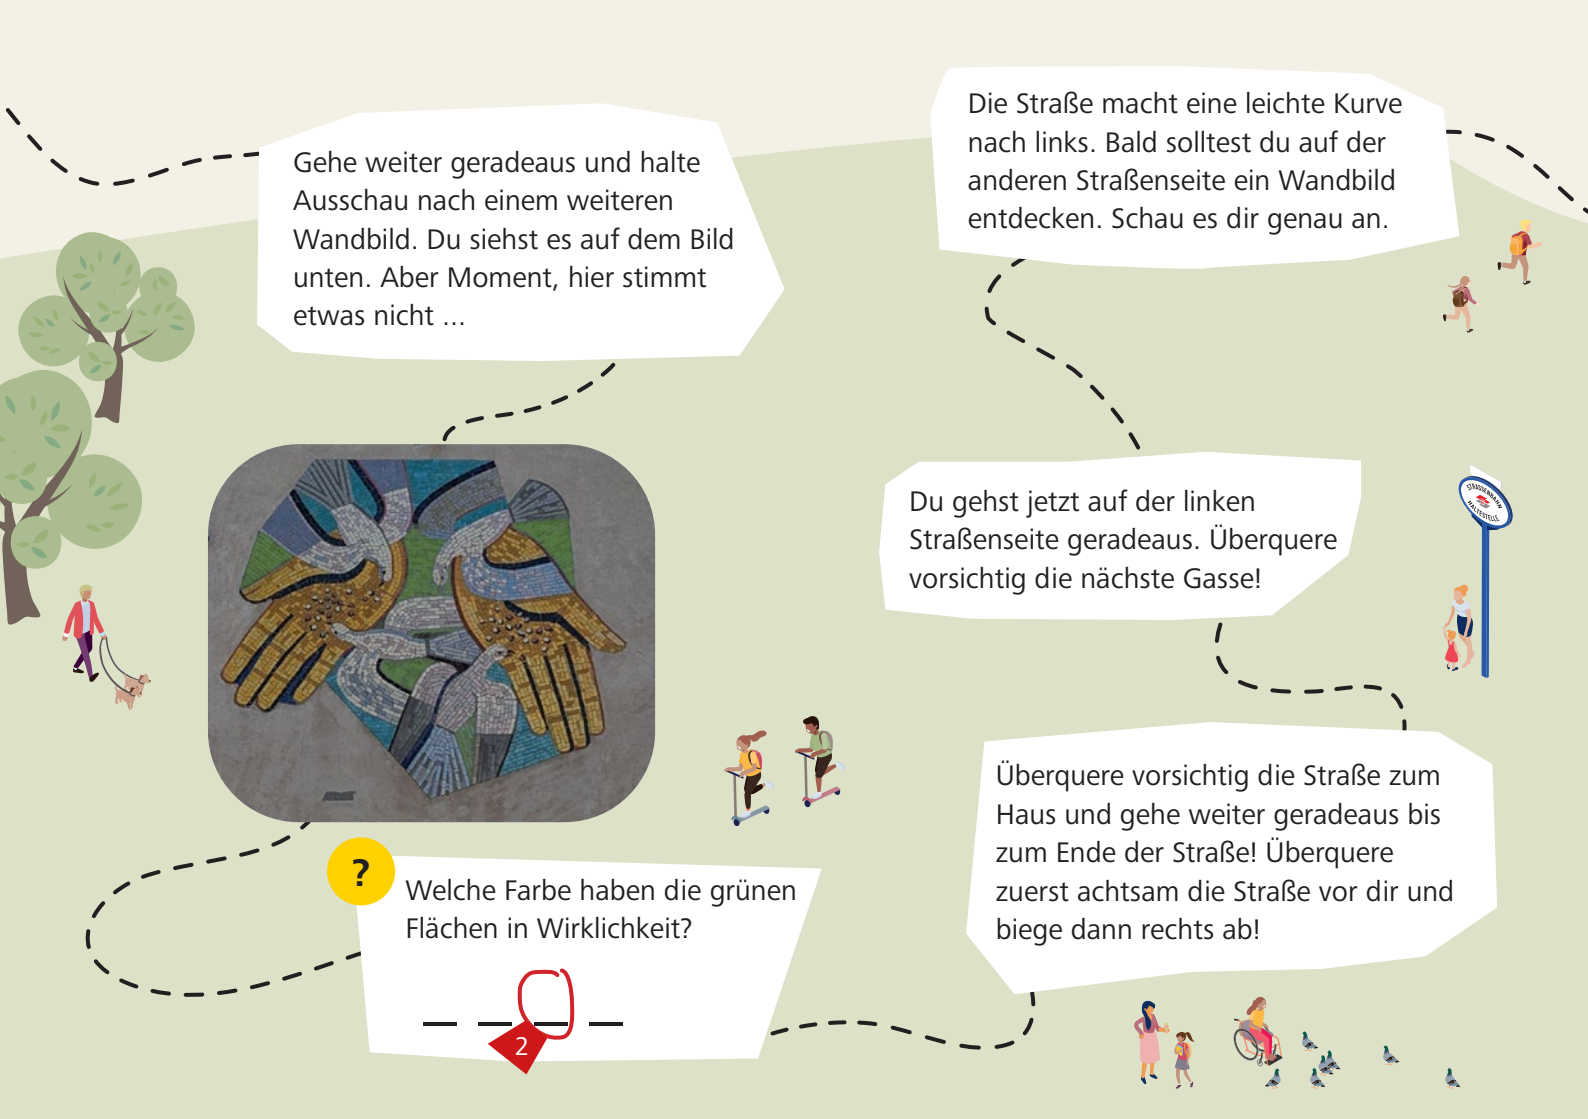 Gehe weiter geradeaus und halte
Ausschau nach einem weiteren
Wandbild. Du siehst es auf dem Bild
unten. Aber Moment, hier stimmt
etwas nicht ...
?
Welche Farbe haben die grünen
Flächen in Wirklichkeit?
2
Die Straße macht eine leichte Kurve
nach links. Bald solltest du auf der
anderen Straßenseite ein Wandbild
entdecken. Schau es dir genau an.
Du gehst jetzt auf der linken
Straßenseite geradeaus. Überquere
vorsichtig die nächste Gasse!
STRASSENBAHN
HALTESTELLE
Überquere vorsichtig die Straße zum
Haus und gehe weiter geradeaus bis
zum Ende der Straße! Überquere
zuerst achtsam die Straße vor dir und
biege dann rechts ab!